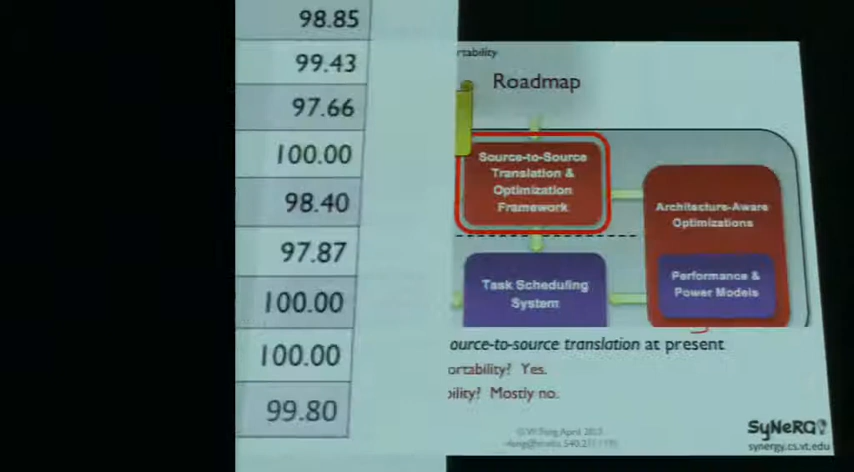 98.85
99.43
97.66
100.00
98.40
97.87
100.00
100.00
99.80
rtability
Roadmap
Source-to-Source
Translation &
Optimization
Framework
Architecture-Aware
Optimizations
Task Scheduling
System
Performance &
Power Models
ource-to-source translation at present
ortability? Yes.
bility? Mostly no.
SyNeRG?
synergy.cs.vt.edu